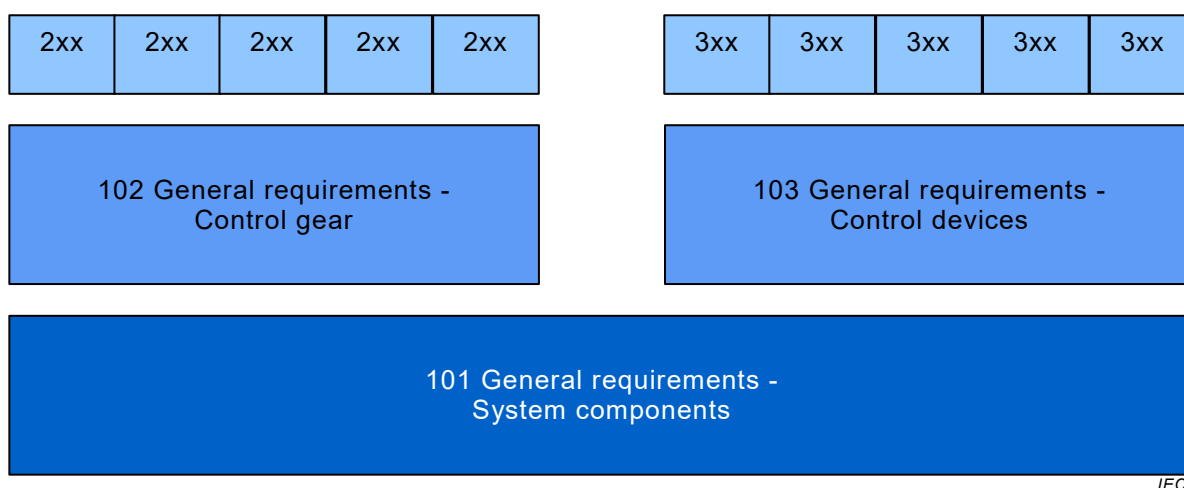 2xx 2xx 2xx 2xx 2xx 3xx 3xx 3xx 3xx 3xx
102 General requirements -
Control gear
103 General requirements -
Control devices
101 General requirements -
System components
IEC